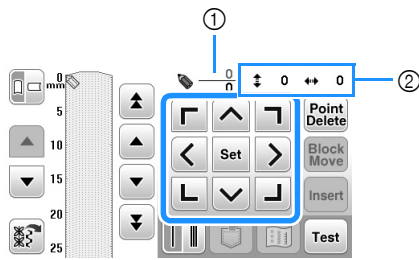 ①
0
0
0 0
②
0
mm
5
10
15
20
25
Set
Point
Delete
Block
Move
Insert
Test